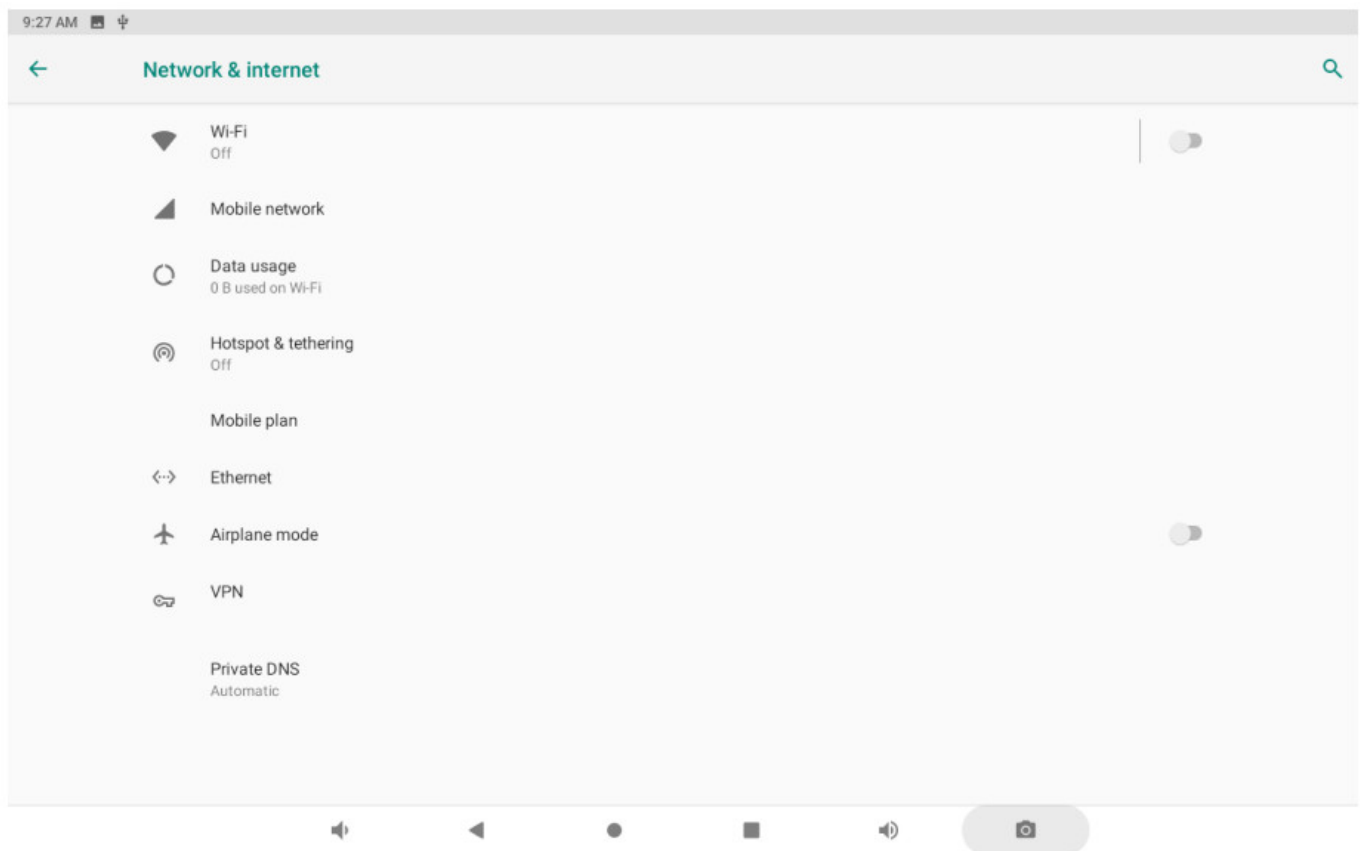 9:27 AM
Network & internet
Wi-Fi
Off
Mobile network
Data usage
0 B used on Wi-Fi
Hotspot & tethering
Off
Mobile plan
Ethernet
Airplane mode
VPN
Private DNS
Automatic